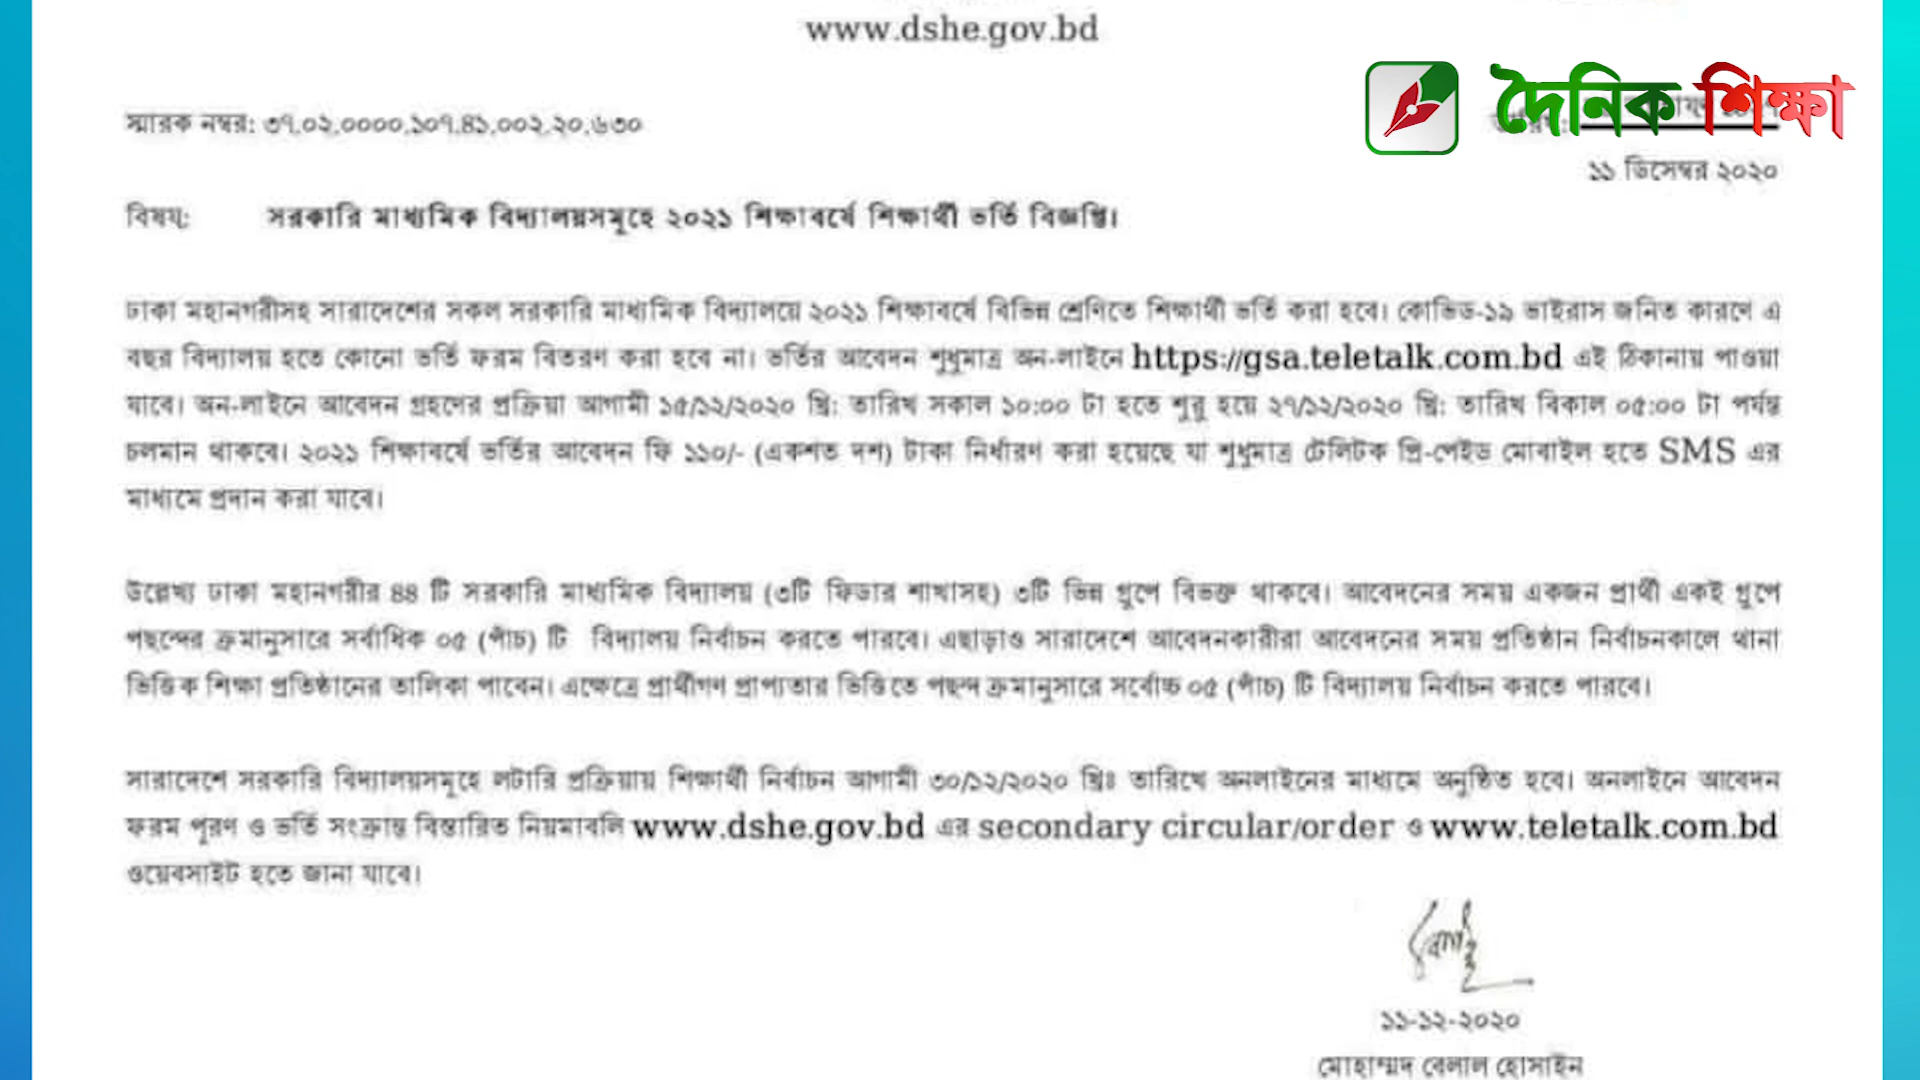 www.dshe.gov.bd
দৈনিক শিক্ষা
স্মারক নম্বর: ৩৭.০২.০০০০.১০৭.৪১.০০২.২০.৬৩০
১১ ডিসেম্বর ২০২০
বিষয়: সরকারি মাধ্যমিক বিদ্যালয়সমূহে ২০২১ শিক্ষাবর্ষে শিক্ষার্থী ভর্তি বিজ্ঞপ্তি।
ঢাকা মহানগরীসহ সারাদেশের সকল সরকারি মাধ্যমিক বিদ্যালয়ে ২০২১ শিক্ষাবর্ষে বিভিন্ন শ্রেণিতে শিক্ষার্থী ভর্তি করা হবে। কোভিড-১৯ ভাইরাস জনিত কারণে এ
বছর বিদ্যালয় হতে কোনো ভর্তি ফরম বিতরণ করা হবে না। ভর্তির আবেদন শুধুমাত্র অন-লাইনে https://gsa.teletalk.com.bd এই ঠিকানায় পাওয়া
যাবে। অন-লাইনে আবেদন গ্রহণের প্রক্রিয়া আগামী ১৫/১২/২০২০ খ্রি: তারিখ সকাল ১০:০০ টা হতে শুরু হয়ে ২৭/১২/২০২০ খ্রি: তারিখ বিকাল ০৫:০০ টা পর্যন্ত
চলমান থাকবে। ২০২১ শিক্ষাবর্ষে ভর্তির আবেদন ফি ১১০/- (একশত দশ) টাকা নির্ধারণ করা হয়েছে যা শুধুমাত্র টেলিটক প্রি-পেইড মোবাইল হতে SMS এর
মাধ্যমে প্রদান করা যাবে।
উল্লেখ্য ঢাকা মহানগরীর ৪৪ টি সরকারি মাধ্যমিক বিদ্যালয় (৩টি ফিডার শাখাসহ) ৩টি ভিন্ন গ্রুপে বিভক্ত থাকবে। আবেদনের সময় একজন প্রার্থী একই গ্রুপে
পছন্দের ক্রমানুসারে সর্বাধিক ০৫ (পাঁচ) টি বিদ্যালয় নির্বাচন করতে পারবে। এছাড়াও সারাদেশে আবেদনকারীরা আবেদনের সময় প্রতিষ্ঠান নির্বাচনকালে থানা
ভিত্তিক শিক্ষা প্রতিষ্ঠানের তালিকা পাবেন। এক্ষেত্রে প্রার্থীগণ প্রাপ্যতার ভিত্তিতে পছন্দ ক্রমানুসারে সর্বোচ্চ ০৫ (পাঁচ) টি বিদ্যালয় নির্বাচন করতে পারবে।
সারাদেশে সরকারি বিদ্যালয়সমূহে লটারি প্রক্রিয়ায় শিক্ষার্থী নির্বাচন আগামী ৩০/১২/২০২০ খ্রিঃ তারিখে অনলাইনের মাধ্যমে অনুষ্ঠিত হবে। অনলাইনে আবেদন
ফরম পূরণ ও ভর্তি সংক্রান্ত বিস্তারিত নিয়মাবলি www.dshe.gov.bd এর secondary circular/order ও www.teletalk.com.bd
ওয়েবসাইট হতে জানা যাবে।
১১-১২-২০২০
মোহাম্মদ বেলাল হোসাইন